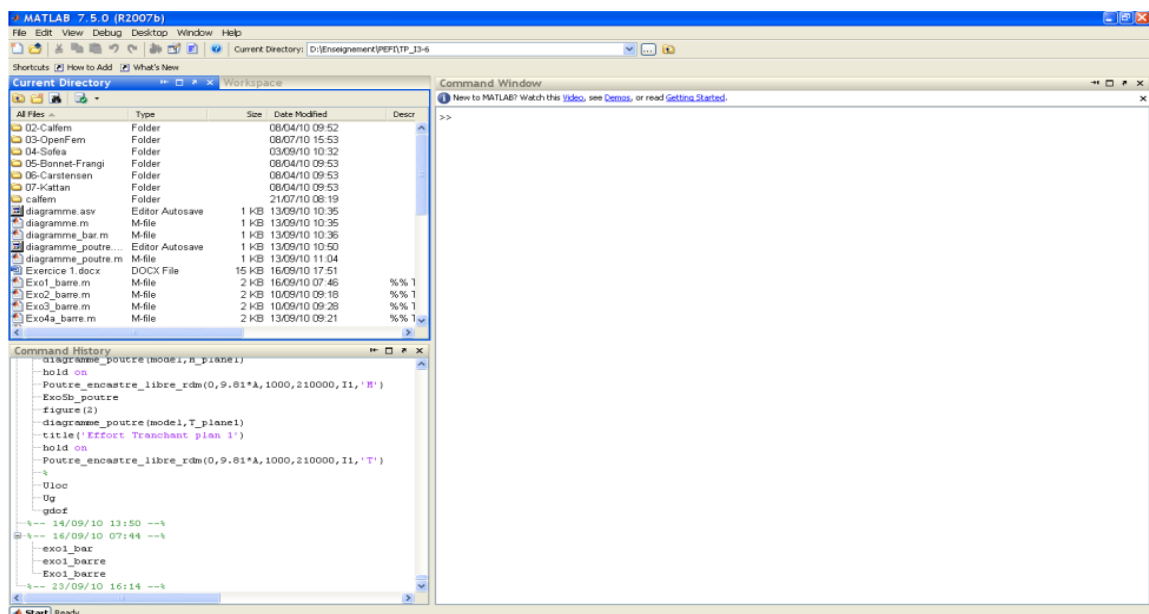 MATLAB 7.5.0 (R2007b)
File Edit View Debug Desktop Window Help
Current Directory: D:\Enseignement\PEFI\TP_I3-6
Shortcuts How to Add What's New
Current Directory Workspace
All Files Type Size Date Modified Descr
02-Calfem Folder 08/04/10 09:52
03-OpenFem Folder 08/07/10 15:53
04-Sofea Folder 03/09/10 10:32
05-Bonnet-Frangi Folder 08/04/10 09:53
06-Carstensen Folder 08/04/10 09:53
07-Kattan Folder 08/04/10 09:53
calfem Folder 21/07/10 08:19
diagramme.asv Editor Autosave 1 KB 13/09/10 10:35
diagramme.m M-file 1 KB 13/09/10 10:35
diagramme_bar.m M-file 1 KB 13/09/10 10:36
diagramme_poutre.... Editor Autosave 1 KB 13/09/10 10:50
diagramme_poutre.m M-file 1 KB 13/09/10 11:04
Exercice 1.docx DOCX File 15 KB 16/09/10 17:51
Exo1_barre.m M-file 2 KB 16/09/10 07:46 %% T
Exo2_barre.m M-file 2 KB 10/09/10 09:18 %% T
Exo3_barre.m M-file 2 KB 10/09/10 09:28 %% T
Exo4a_barre.m M-file 2 KB 13/09/10 09:21 %% T
Command History
diagramme_poutre(model,M_plane1)
hold on
Poutre_encastre_libre_rdm(0,9.81*A,1000,210000,I1,'M')
Exo5b_poutre
figure(2)
diagramme_poutre(model,T_plane1)
title('Effort Tranchant plan 1')
hold on
Poutre_encastre_libre_rdm(0,9.81*A,1000,210000,I1,'T')
%
Uloc
Ug
gdof
%-- 14/09/10 13:50 --%
%-- 16/09/10 07:44 --%
exo1_bar
exo1_barre
Exo1_barre
%-- 23/09/10 16:14 --%
Command Window
New to MATLAB? Watch this Video, see Demos, or read Getting Started.
>>
Start Ready